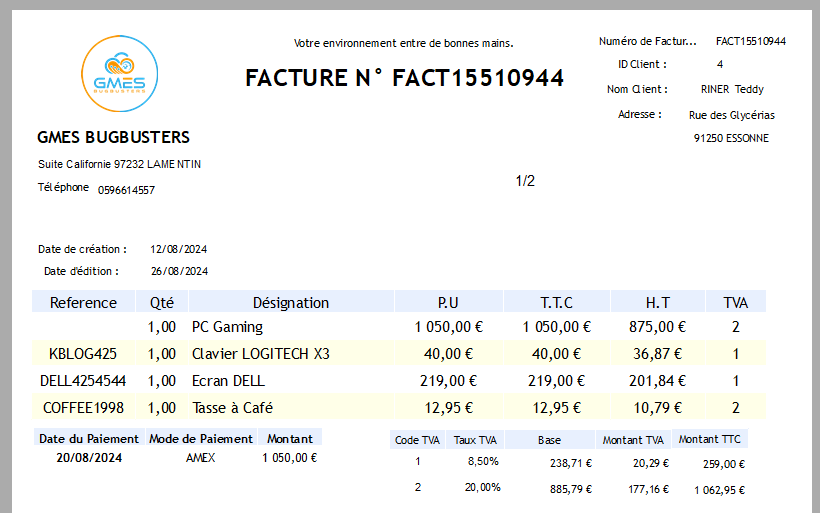 Votre environnement entre de bonnes mains.
FACTURE N° FACT15510944
Numéro de Factur... FACT15510944
ID Client : 4
Nom Client : RINER Teddy
Adresse : Rue des Glycérias
91250 ESSONNE
GMES
BUGBUSTERS
GMES BUGBUSTERS
Suite Californie 97232 LAMENTIN
Téléphone 0596614557
1/2
Date de création : 12/08/2024
Date d'édition : 26/08/2024
Reference Qté Désignation P.U T.T.C H.T TVA
1,00 PC Gaming 1 050,00 € 1 050,00 € 875,00 € 2
KBLOG425 1,00 Clavier LOGITECH X3 40,00 € 40,00 € 36,87 € 1
DELL4254544 1,00 Ecran DELL 219,00 € 219,00 € 201,84 € 1
COFFEE1998 1,00 Tasse à Café 12,95 € 12,95 € 10,79 € 2
Date du Paiement Mode de Paiement Montant
20/08/2024 AMEX 1 050,00 €
Code TVA Taux TVA Base Montant TVA Montant TTC
1 8,50% 238,71 € 20,29 € 259,00 €
2 20,00% 885,79 € 177,16 € 1 062,95 €